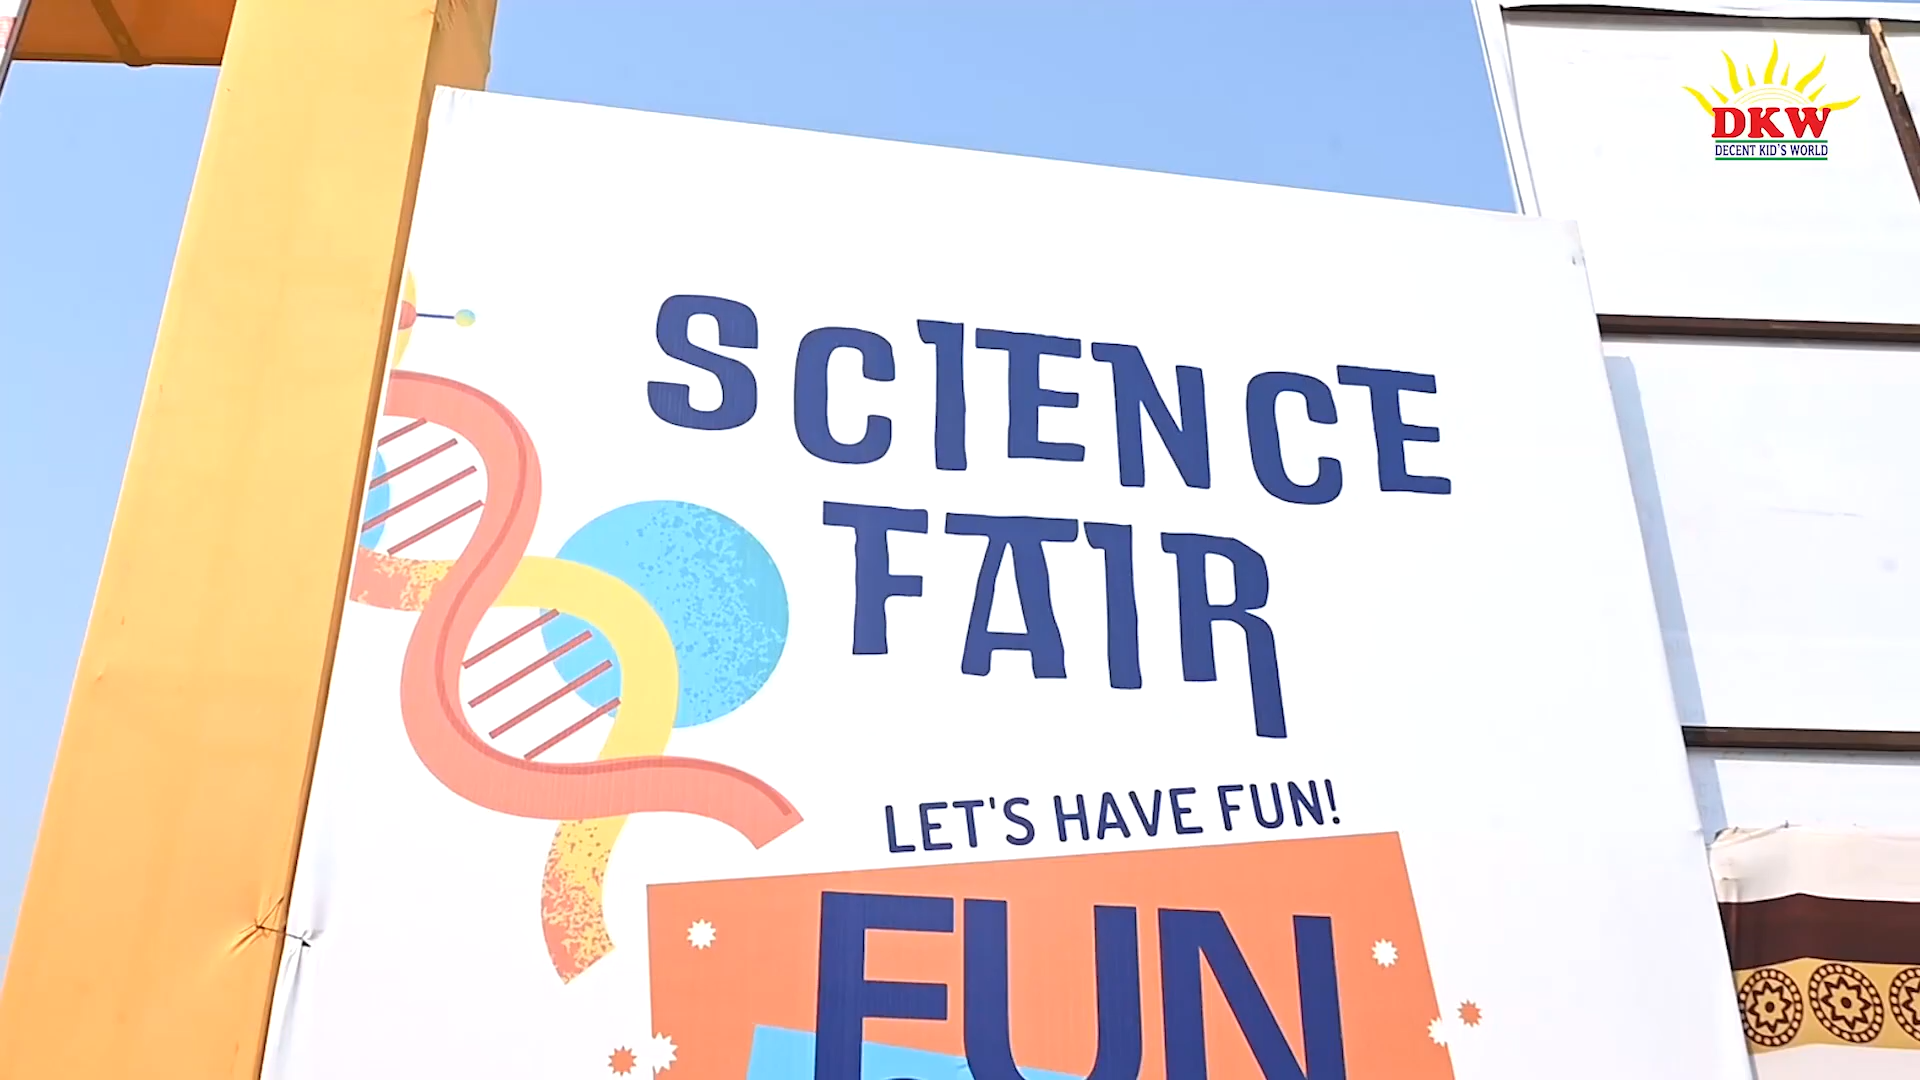 DKW
DECENT KID'S WORLD
SCIENCE
FAIR
LET'S HAVE FUN!
FUN